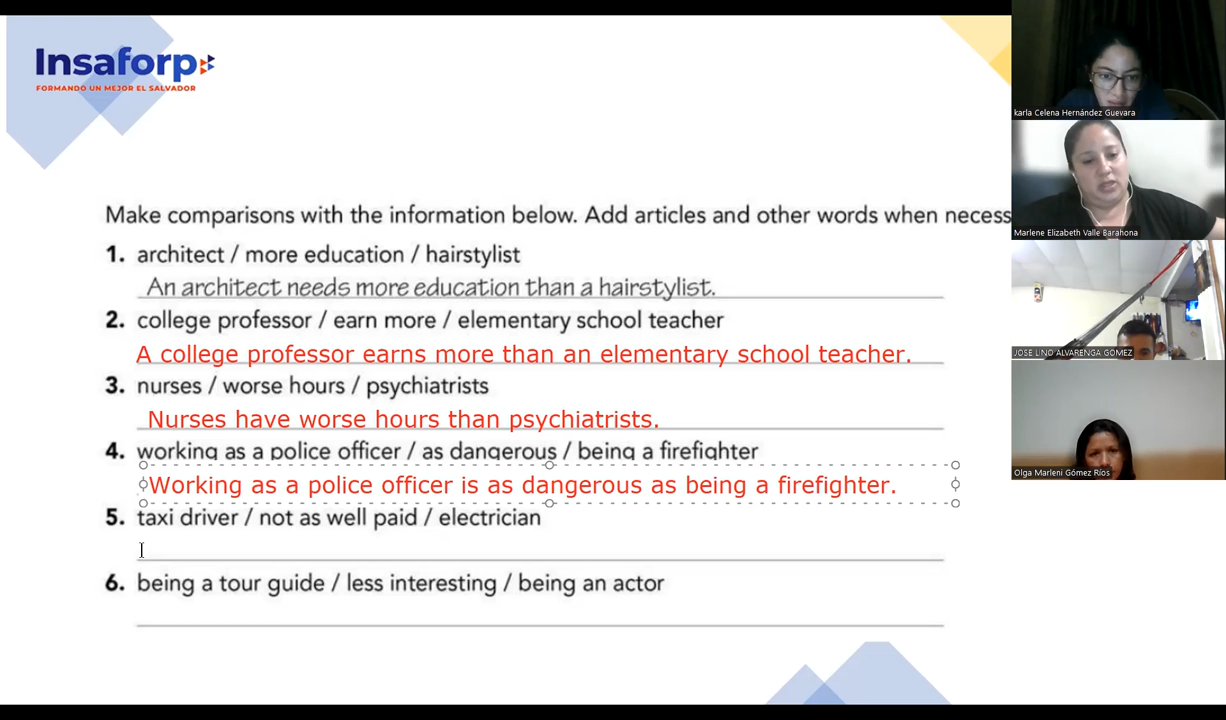 Insaforp
FORMANDO UN MEJOR EL SALVADOR
Make comparisons with the information below. Add articles and other words when necess
1. architect / more education / hairstylist
An architect needs more education than a hairstylist.
2. college professor / earn more / elementary school teacher
A college professor earns more than an elementary school teacher.
3. nurses / worse hours / psychiatrists
Nurses have worse hours than psychiatrists.
4. working as a police officer / as dangerous / being a firefighter
Working as a police officer is as dangerous as being a firefighter.
5. taxi driver / not as well paid / electrician
6. being a tour guide / less interesting / being an actor
karla Celena Hernández Guevara
Marlene Elizabeth Valle Barahona
JOSE LINO ALVARENGA GOMEZ
Olga Marleni Gómez Ríos